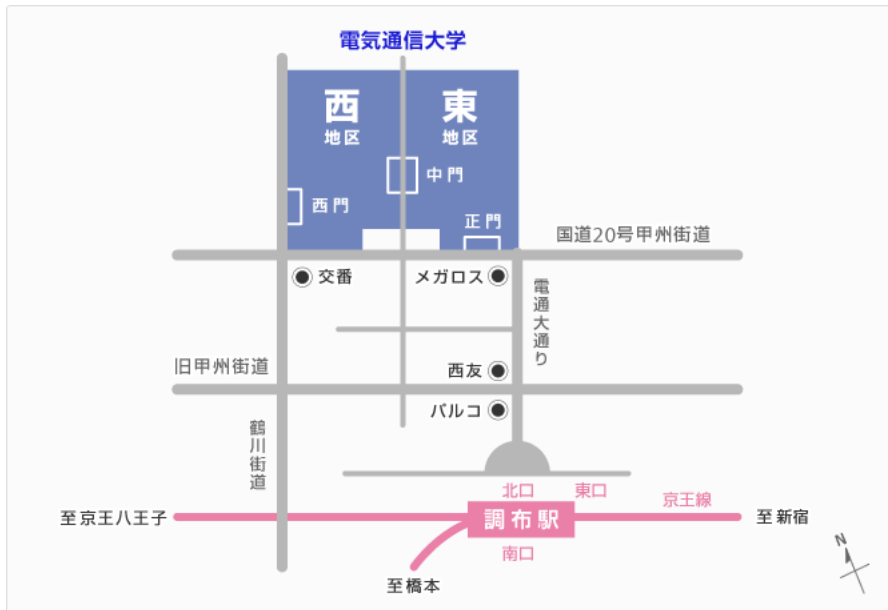 電気通信大学
西
地区
東
地区
中門
西門
正門
国道20号甲州街道
交番
メガロス
電通大通り
西友
旧甲州街道
パルコ
鶴川街道
北口
東口
京王線
至京王八王子
調布駅
至新宿
南口
至橋本
N